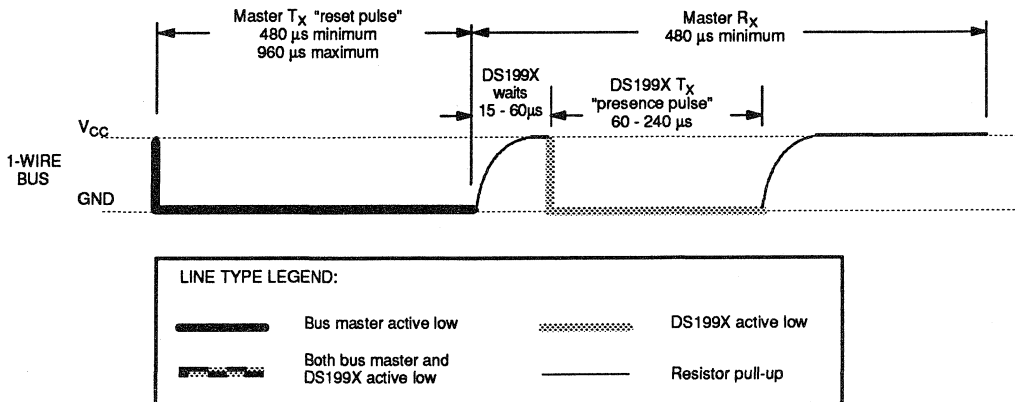 Master TX "reset pulse"
480 µs minimum
960 µs maximum
Master RX
480 µs minimum
DS199X
waits
15 - 60µs
DS199X TX
"presence pulse"
60 - 240 µs
VCC
1-WIRE
BUS
GND
LINE TYPE LEGEND:
Bus master active low
DS199X active low
Both bus master and
DS199X active low
Resistor pull-up